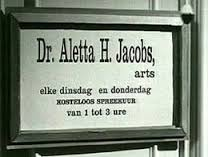 Dr. Aletta H. Jacobs,
arts
elke dinsdag en donderdag
KOSTELOOS SPREEKUUR
van 1 tot 3 ure